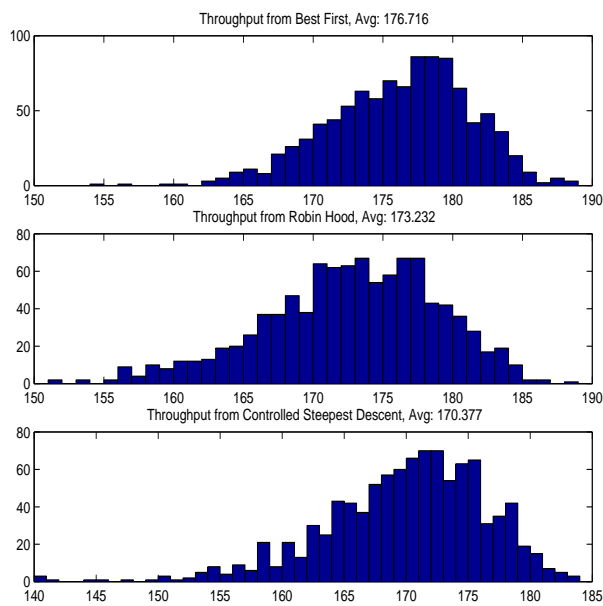 Throughput from Best First, Avg: 176.716
100
50
0
150 155 160 165 170 175 180 185 190
Throughput from Robin Hood, Avg: 173.232
80
60
40
20
0
150 155 160 165 170 175 180 185 190
Throughput from Controlled Steepest Descent, Avg: 170.377
80
60
40
20
0
140 145 150 155 160 165 170 175 180 185